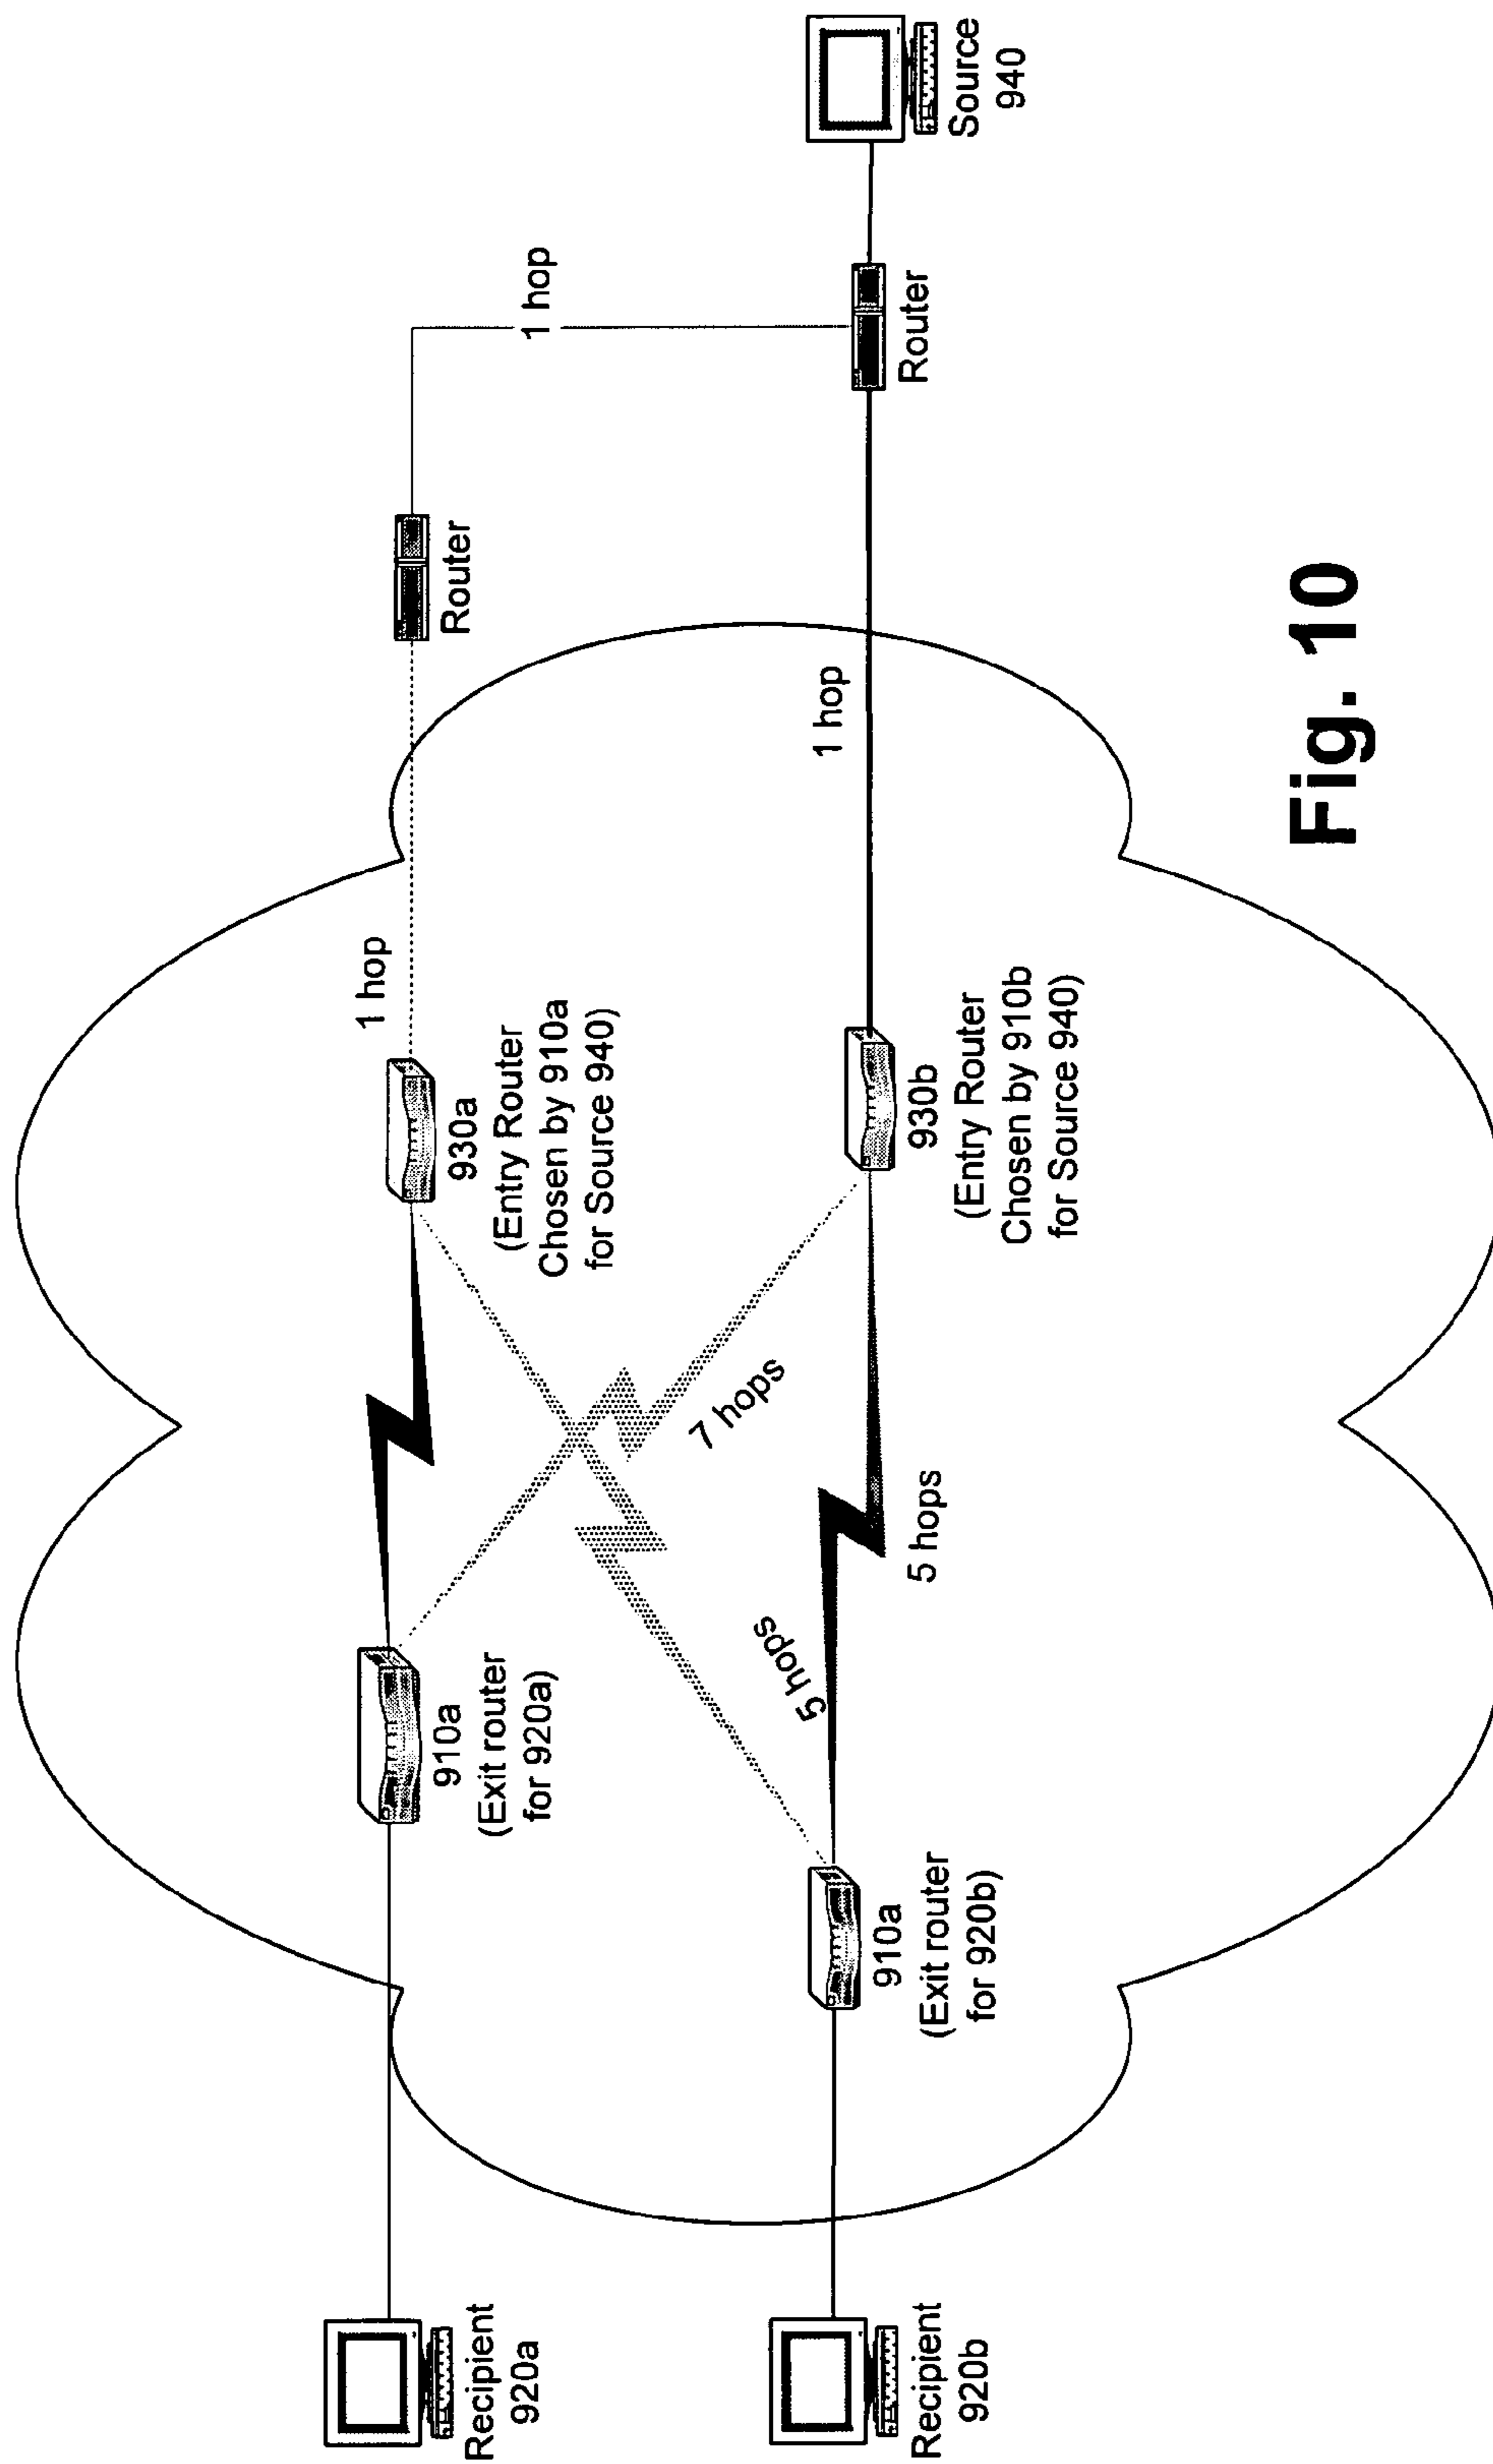 Recipient
920a
910a
(Exit router
for 920a)
930a
(Entry Router
Chosen by 910a
for Source 940)
1 hop
Router
1 hop
7 hops
5 hops
5 hops
Recipient
920b
910a
(Exit router
for 920b)
930b
(Entry Router
Chosen by 910b
for Source 940)
1 hop
Router
Source
940
Fig. 10